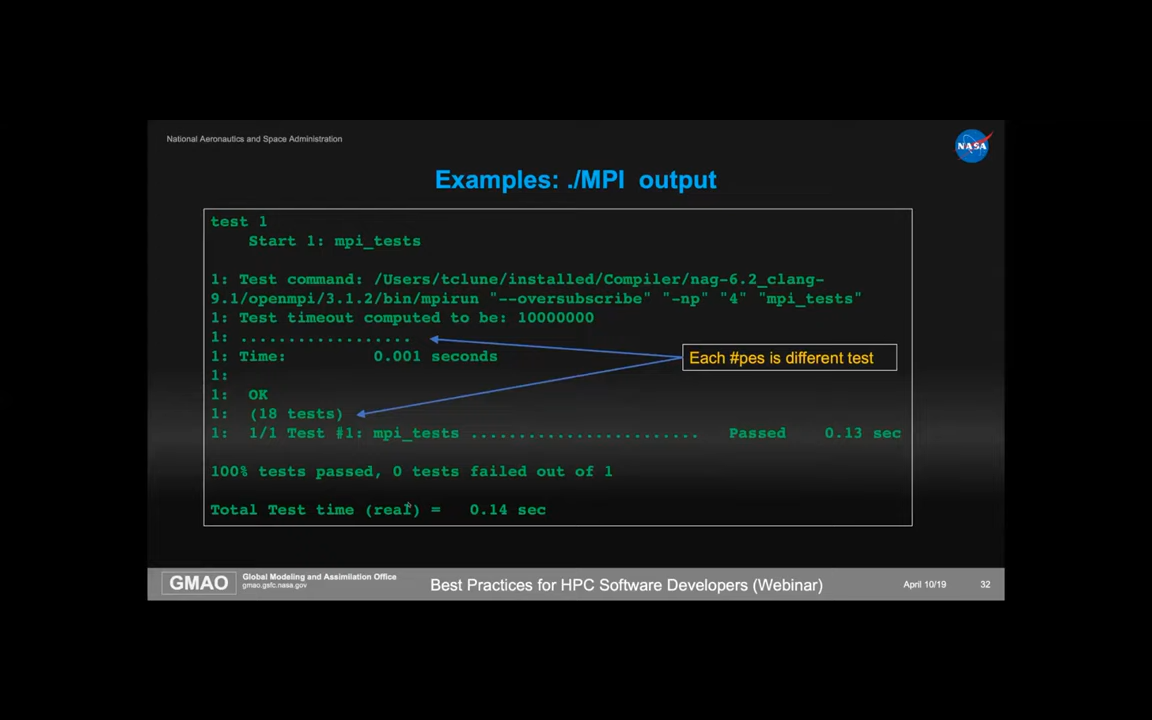 National Aeronautics and Space Administration
NASA
Examples: ./MPI output
test 1
Start 1: mpi_tests
1: Test command: /Users/tclune/installed/Compiler/nag-6.2_clang-
9.1/openmpi/3.1.2/bin/mpirun "--oversubscribe" "-np" "4" "mpi_tests"
1: Test timeout computed to be: 10000000
1: ..................
1: Time: 0.001 seconds
Each #pes is different test
1:
1: OK
1: (18 tests)
1: 1/1 Test #1: mpi_tests ........................ Passed 0.13 sec
100% tests passed, 0 tests failed out of 1
Total Test time (real) = 0.14 sec
GMAO
Global Modeling and Assimilation Office
gmao.gsfc.nasa.gov
Best Practices for HPC Software Developers (Webinar)
April 10/19
32